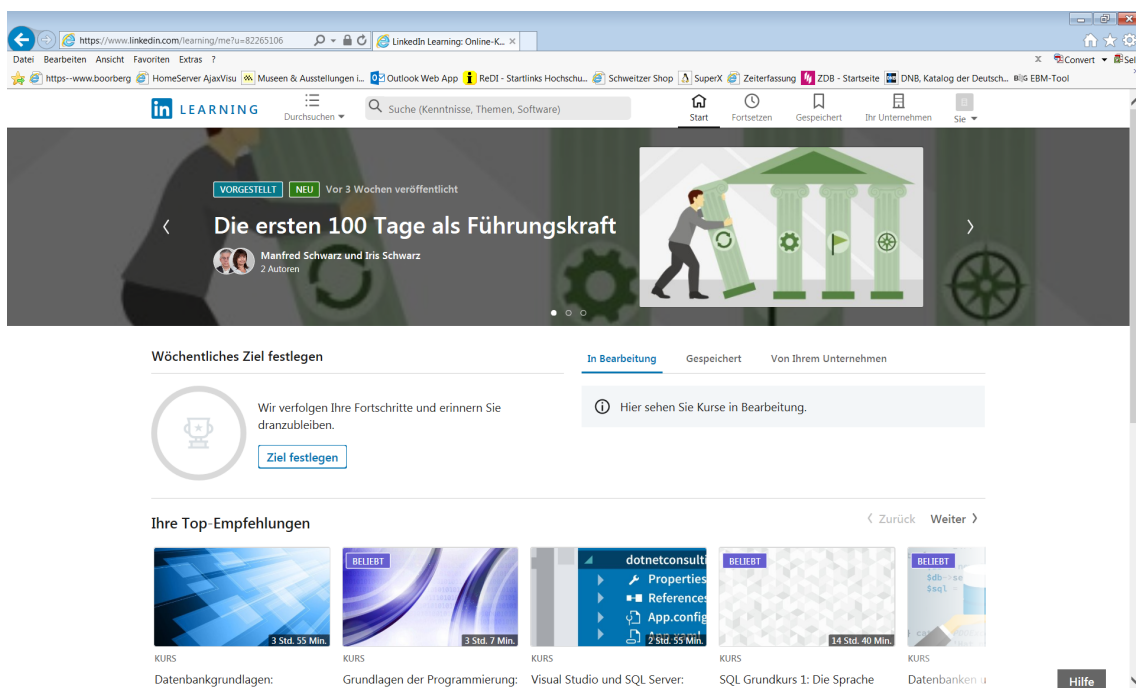 https://www.linkedin.com/learning/me?u=82265106
LinkedIn Learning: Online-K...
Datei Bearbeiten Ansicht Favoriten Extras ?
x Convert Sel
https--www.boorberg HomeServer AjaxVisu Museen & Ausstellungen i... Outlook Web App ReDI - Startlinks Hochschu... Schweitzer Shop SuperX Zeiterfassung ZDB - Startseite DNB, Katalog der Deutsch... EBM-Tool
in LEARNING
Durchsuchen
Suche (Kenntnisse, Themen, Software)
Start Fortsetzen Gespeichert Ihr Unternehmen Sie
VORGESTELLT NEU Vor 3 Wochen veröffentlicht
Die ersten 100 Tage als Führungskraft
Manfred Schwarz und Iris Schwarz
2 Autoren
Wöchentliches Ziel festlegen
Wir verfolgen Ihre Fortschritte und erinnern Sie
dranzubleiben.
Ziel festlegen
In Bearbeitung Gespeichert Von Ihrem Unternehmen
Hier sehen Sie Kurse in Bearbeitung.
Ihre Top-Empfehlungen
Zurück Weiter
3 Std. 55 Min.
KURS
Datenbankgrundlagen:
BELIEBT
3 Std. 7 Min.
KURS
Grundlagen der Programmierung:
dotnetconsulti
Properties
References
App.config
2 Std. 55 Min.
KURS
Visual Studio und SQL Server:
BELIEBT
14 Std. 40 Min.
KURS
SQL Grundkurs 1: Die Sprache
BELIEBT
$db->se
$sql =
KURS
Datenbanken u
Hilfe